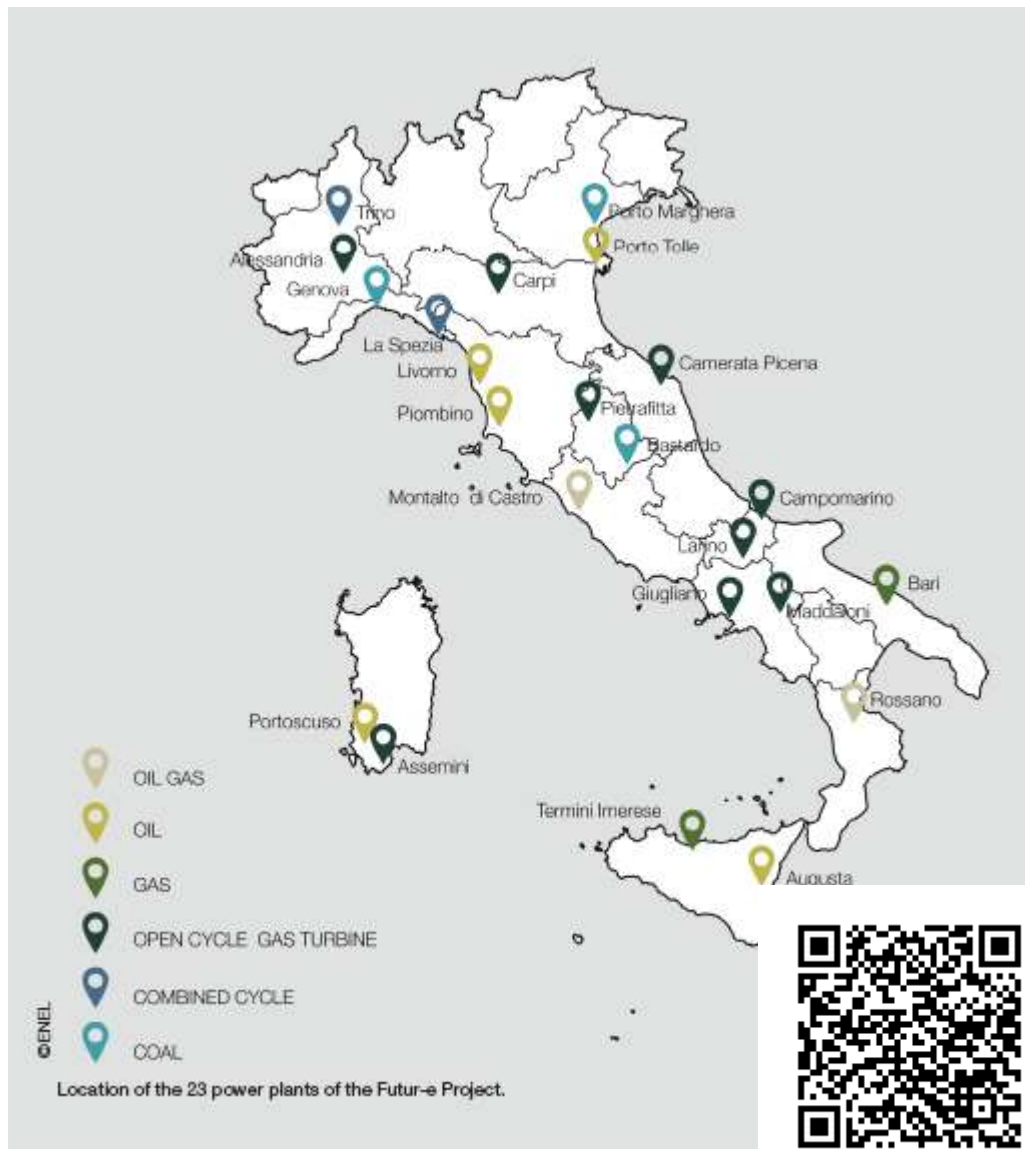 Trino
Porto Marghera
Porto Tolle
Alessandria
Carpi
Genova
La Spezia
Livorno
Camerata Picena
Piombino
Pietrafitta
Bastardo
Montalto di Castro
Campomarino
Larino
Giugliano
Maddaloni
Bari
Rossano
Portoscuso
Assemini
Termini Imerese
Augusta
OIL GAS
OIL
GAS
OPEN CYCLE GAS TURBINE
COMBINED CYCLE
COAL
©ENEL
Location of the 23 power plants of the Futur-e Project.